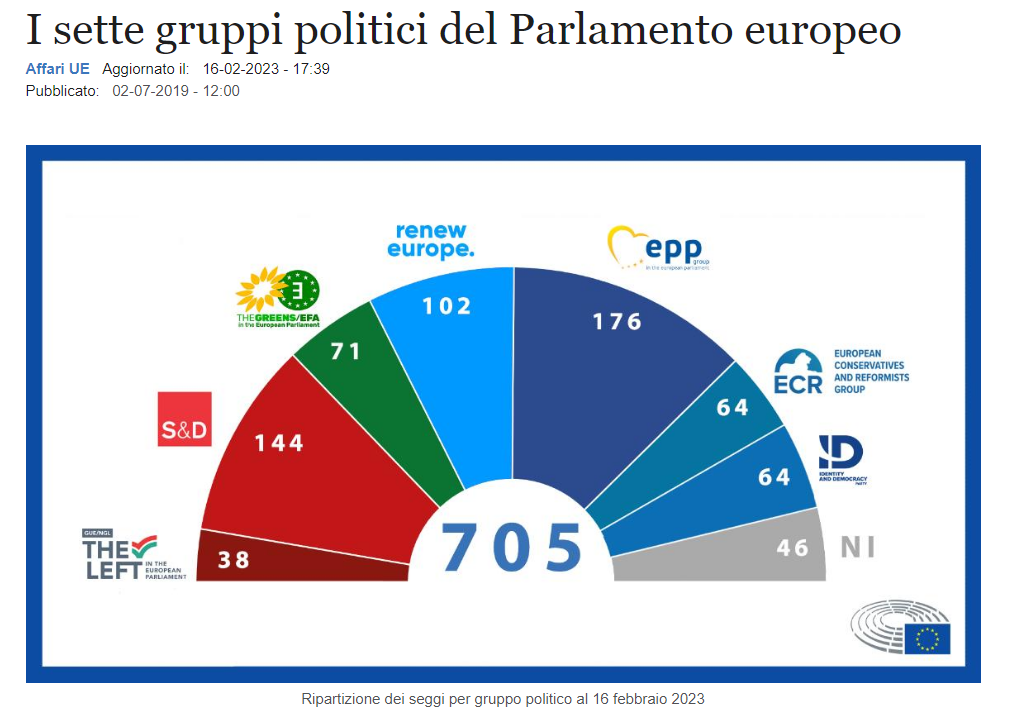 I sette gruppi politici del Parlamento europeo
Affari UE Aggiornato il: 16-02-2023 - 17:39
Pubblicato: 02-07-2019 - 12:00
renew
europe.
epp
group
in the european parliament
THE GREENS/EFA
in the European Parliament
102
176
71
ECR
EUROPEAN
CONSERVATIVES
AND REFORMISTS
GROUP
S&D
144
64
ID
IDENTITY
AND DEMOCRACY
PARTY
64
GUE/NGL
THE
LEFT
IN THE
EUROPEAN
PARLIAMENT
38
705
46
NI
Ripartizione dei seggi per gruppo politico al 16 febbraio 2023